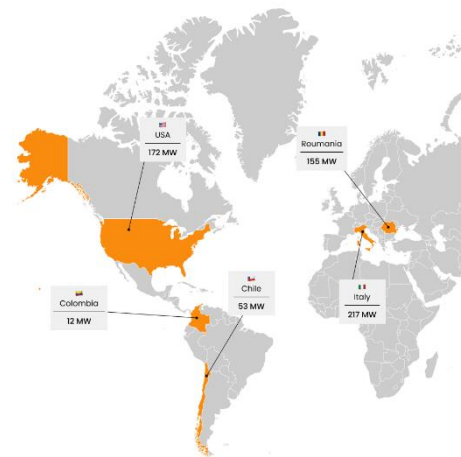 USA
172 MW
Roumania
155 MW
Chile
53 MW
Colombia
12 MW
Italy
217 MW